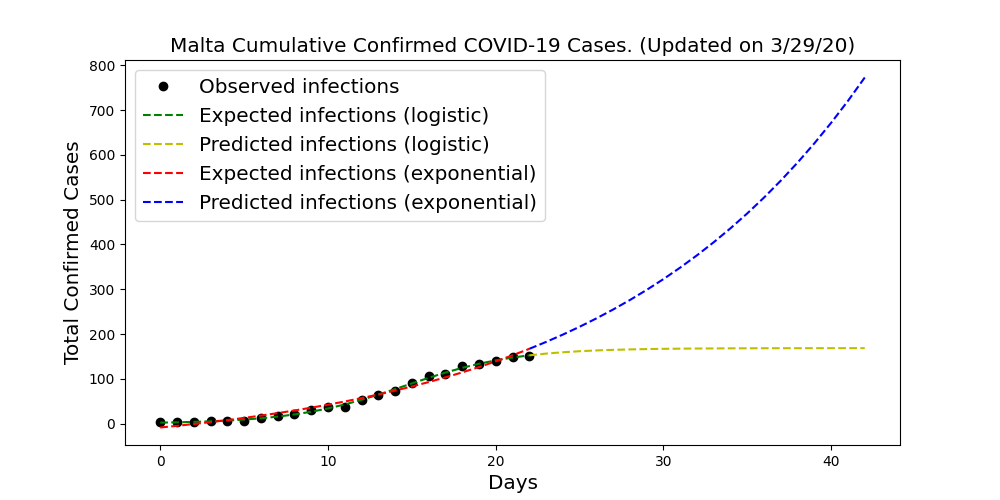 Malta Cumulative Confirmed COVID-19 Cases. (Updated on 3/29/20)
Observed infections
Expected infections (logistic)
Predicted infections (logistic)
Expected infections (exponential)
Predicted infections (exponential)
Total Confirmed Cases
800
700
600
500
400
300
200
100
0
0 10 20 30 40
Days